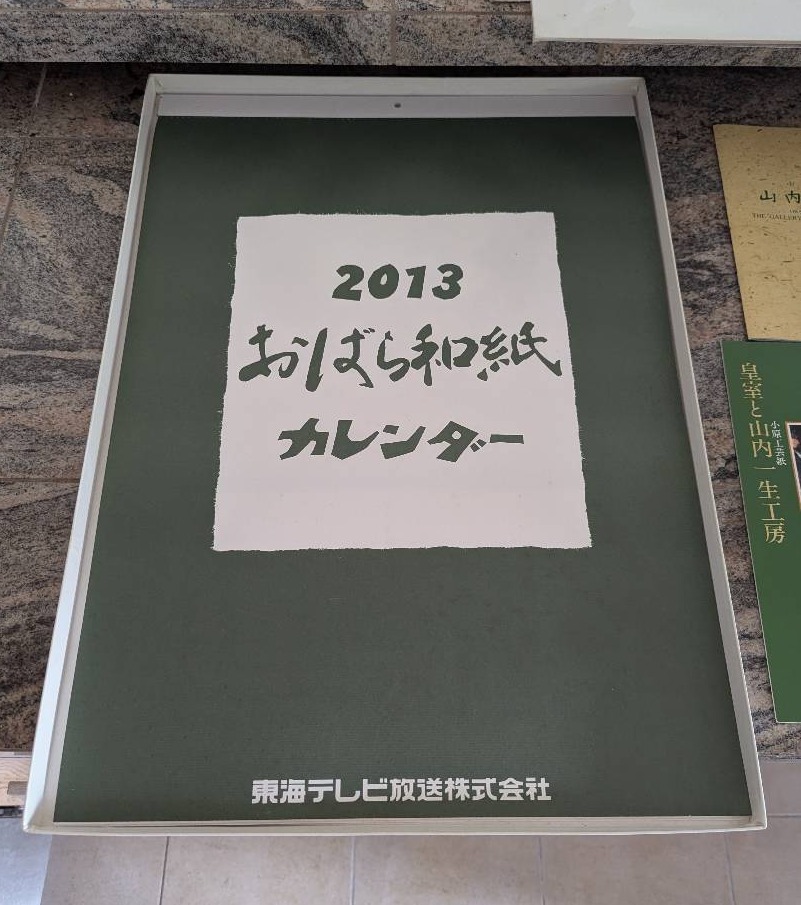 2013
おばら和紙
カレンダー
東海テレビ放送株式会社
山内
THE GALLERY
皇室と山内一生工房
小原工芸紙